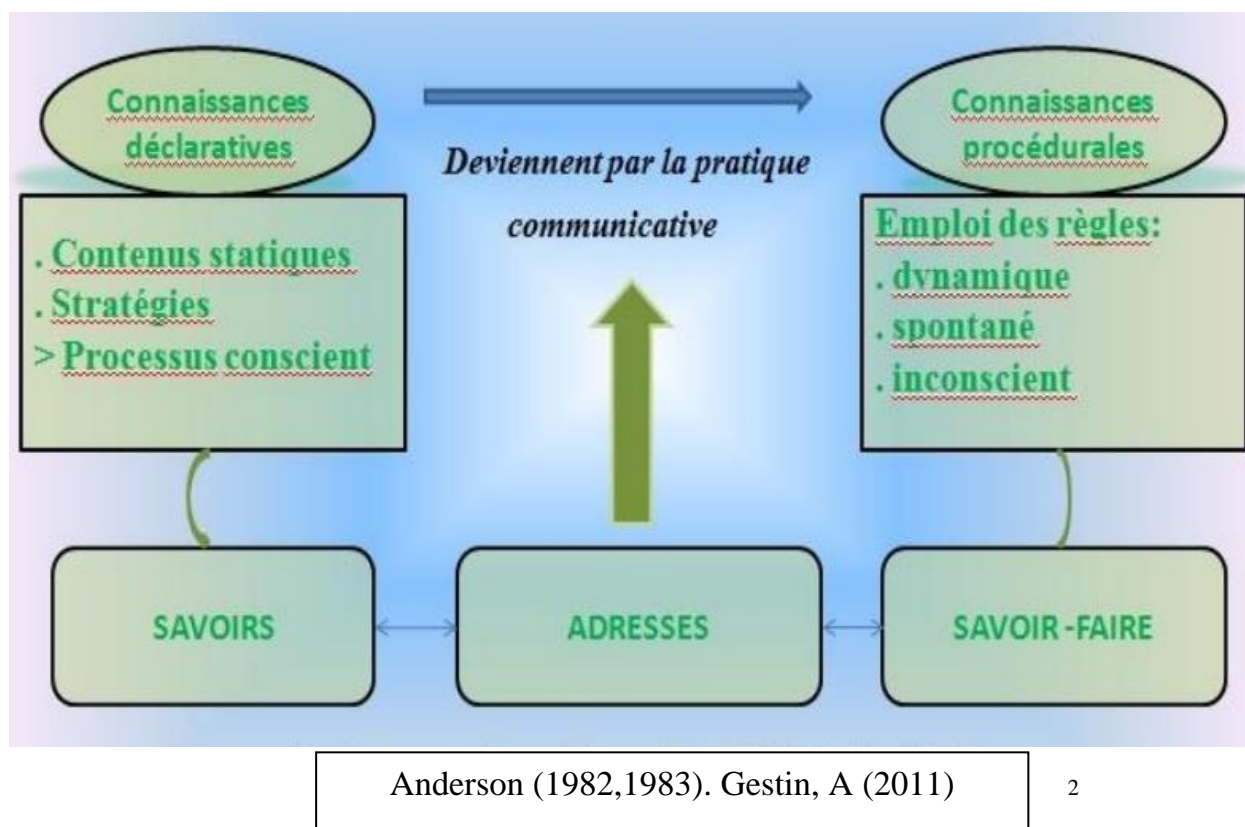 Connaissances
déclaratives
Deviennent par la pratique
communicative
Connaissances
procédurales
. Contenus statiques
. Stratégies
> Processus conscient
Emploi des règles:
. dynamique
. spontané
. inconscient
SAVOIRS
ADRESSES
SAVOIR -FAIRE
Anderson (1982,1983). Gestin, A (2011)
2